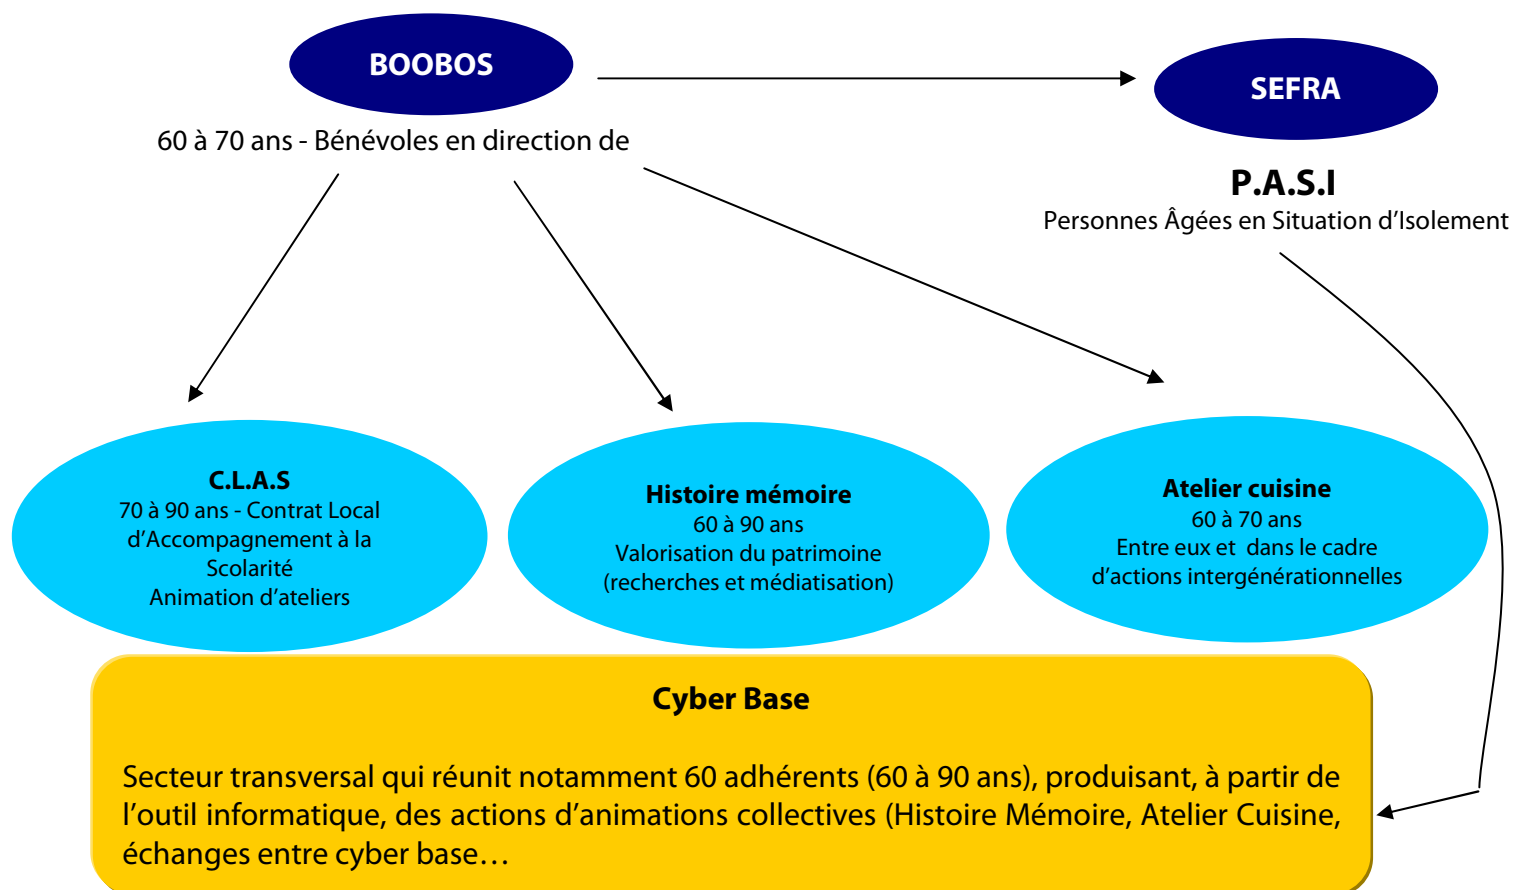 BOOBOS
SEFRA
60 à 70 ans - Bénévoles en direction de
P.A.S.I
Personnes Âgées en Situation d’Isolement
C.L.A.S
70 à 90 ans - Contrat Local
d’Accompagnement à la
Scolarité
Animation d’ateliers
Histoire mémoire
60 à 90 ans
Valorisation du patrimoine
(recherches et médiatisation)
Atelier cuisine
60 à 70 ans
Entre eux et dans le cadre
d’actions intergénérationnelles
Cyber Base
Secteur transversal qui réunit notamment 60 adhérents (60 à 90 ans), produisant, à partir de
l’outil informatique, des actions d’animations collectives (Histoire Mémoire, Atelier Cuisine,
échanges entre cyber base…